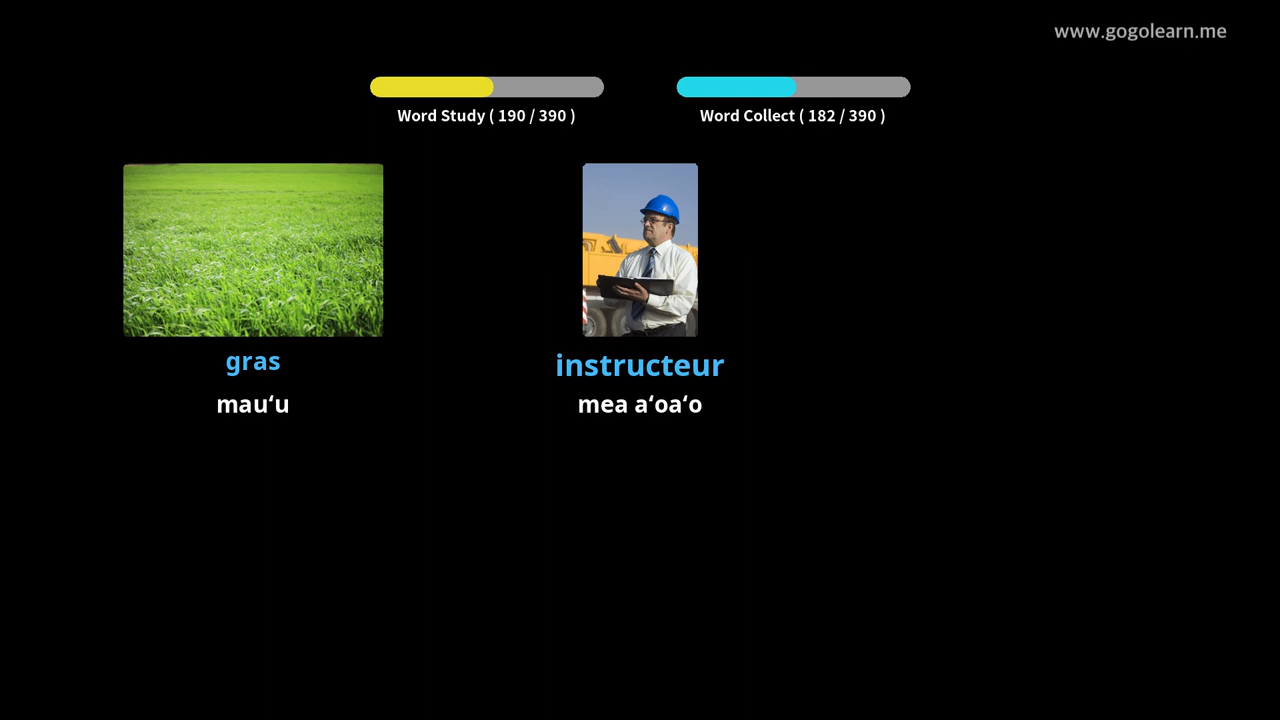 www.gogolearn.me
Word Study ( 190 / 390 )
Word Collect ( 182 / 390 )
gras
instructeur
mauʻu
mea aʻoaʻo